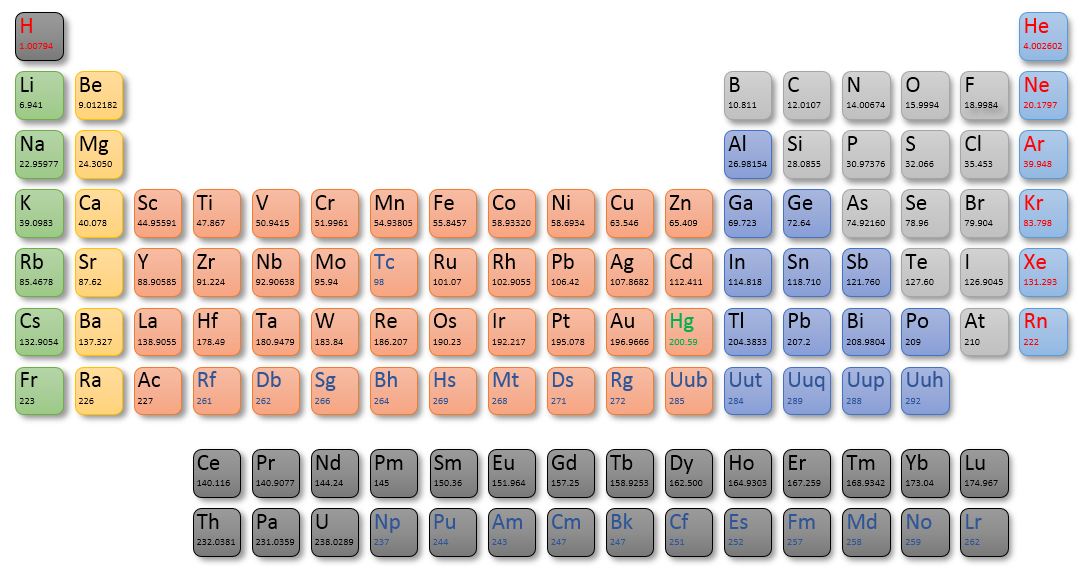 H He
1.00794 4.002602
Li Be B C N O F Ne
6.941 9.012182 10.811 12.0107 14.00674 15.9994 18.9984 20.1797
Na Mg Al Si P S Cl Ar
22.95977 24.3050 26.98154 28.0855 30.97376 32.066 35.453 39.948
K Ca Sc Ti V Cr Mn Fe Co Ni Cu Zn Ga Ge As Se Br Kr
39.0983 40.078 44.95591 47.867 50.9415 51.9961 54.93805 55.8457 58.93320 58.6934 63.546 65.409 69.723 72.64 74.92160 78.96 79.904 83.798
Rb Sr Y Zr Nb Mo Tc Ru Rh Pb Ag Cd In Sn Sb Te I Xe
85.4678 87.62 88.90585 91.224 92.90638 95.94 98 101.07 102.9055 106.42 107.8682 112.411 114.818 118.710 121.760 127.60 126.9045 131.293
Cs Ba La Hf Ta W Re Os Ir Pt Au Hg Tl Pb Bi Po At Rn
132.9054 137.327 138.9055 178.49 180.9479 183.84 186.207 190.23 192.217 195.078 196.9666 200.59 204.3833 207.2 208.9804 209 210 222
Fr Ra Ac Rf Db Sg Bh Hs Mt Ds Rg Uub Uut Uuq Uup Uuh
223 226 227 261 262 266 264 269 268 271 272 285 284 289 288 292
Ce Pr Nd Pm Sm Eu Gd Tb Dy Ho Er Tm Yb Lu
140.116 140.9077 144.24 145 150.36 151.964 157.25 158.9253 162.500 164.9303 167.259 168.9342 173.04 174.967
Th Pa U Np Pu Am Cm Bk Cf Es Fm Md No Lr
232.0381 231.0359 238.0289 237 244 243 247 247 251 252 257 258 259 262